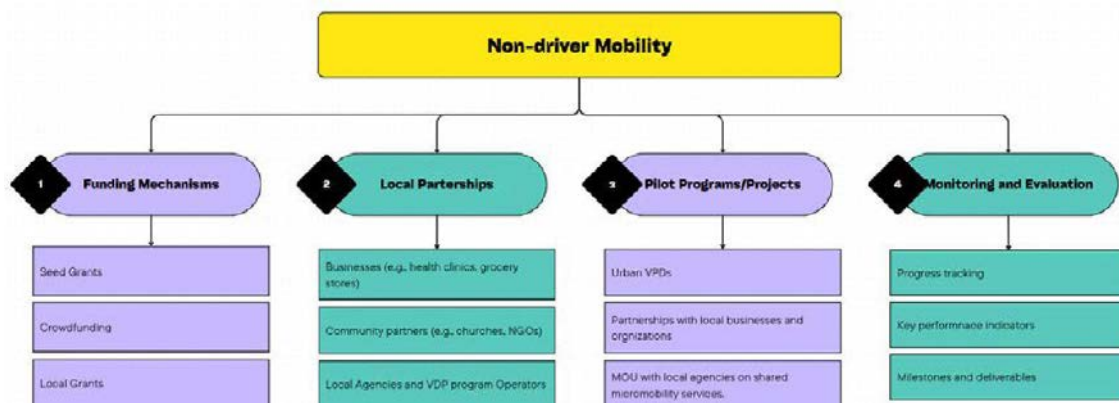 Non-driver Mobility
1
Funding Mechanisms
Seed Grants
Crowdfunding
Local Grants
2
Local Parterships
Businesses (e.g., health clinics, grocery
stores)
Community partners (e.g., churches, NGOs)
Local Agencies and VDP program Operators
3
Pilot Programs/Projects
Urban VPDs
Partnerships with local businesses and
orgnizations
MOU with local agencies on shared
micromobility services.
4
Monitoring and Evaluation
Progress tracking
Key performnace indicators
Milestones and deliverables